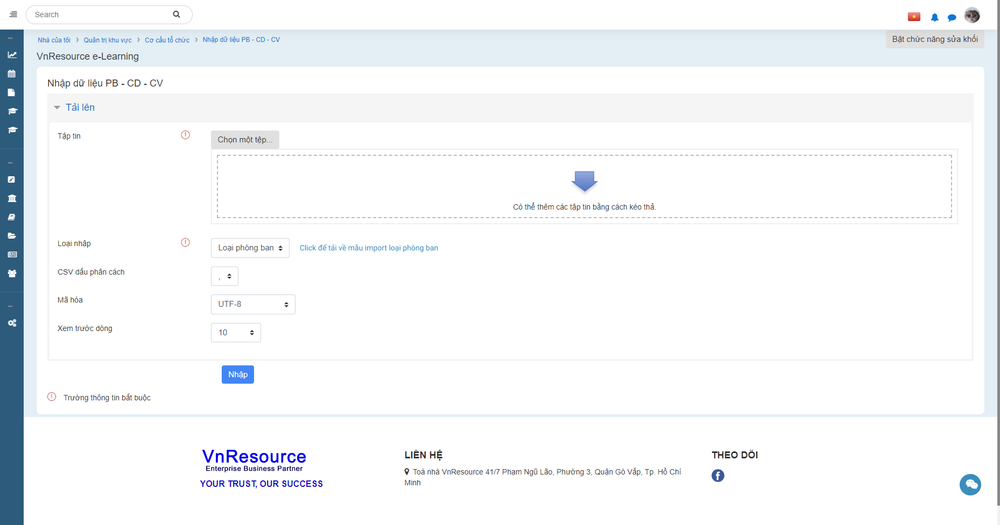 Search
Nhà của tôi
Quản trị khu vực
Cơ cấu tổ chức
Nhập dữ liệu PB - CD - CV
Bật chức năng sửa khối
VnResource e-Learning
Nhập dữ liệu PB - CD - CV
Tải lên
Tập tin
Chọn một tệp...
Có thể thêm các tập tin bằng cách kéo thả.
Loại nhập
Loại phòng ban
Click để tải về mẫu import loại phòng ban
CSV dấu phân cách
,
Mã hóa
UTF-8
Xem trước dòng
10
Nhập
Trường thông tin bắt buộc
VnResource
Enterprise Business Partner
YOUR TRUST, OUR SUCCESS
LIÊN HỆ
Toà nhà VnResource 41/7 Phạm Ngũ Lão, Phường 3, Quận Gò Vấp, Tp. Hồ Chí
Minh
THEO DÕI